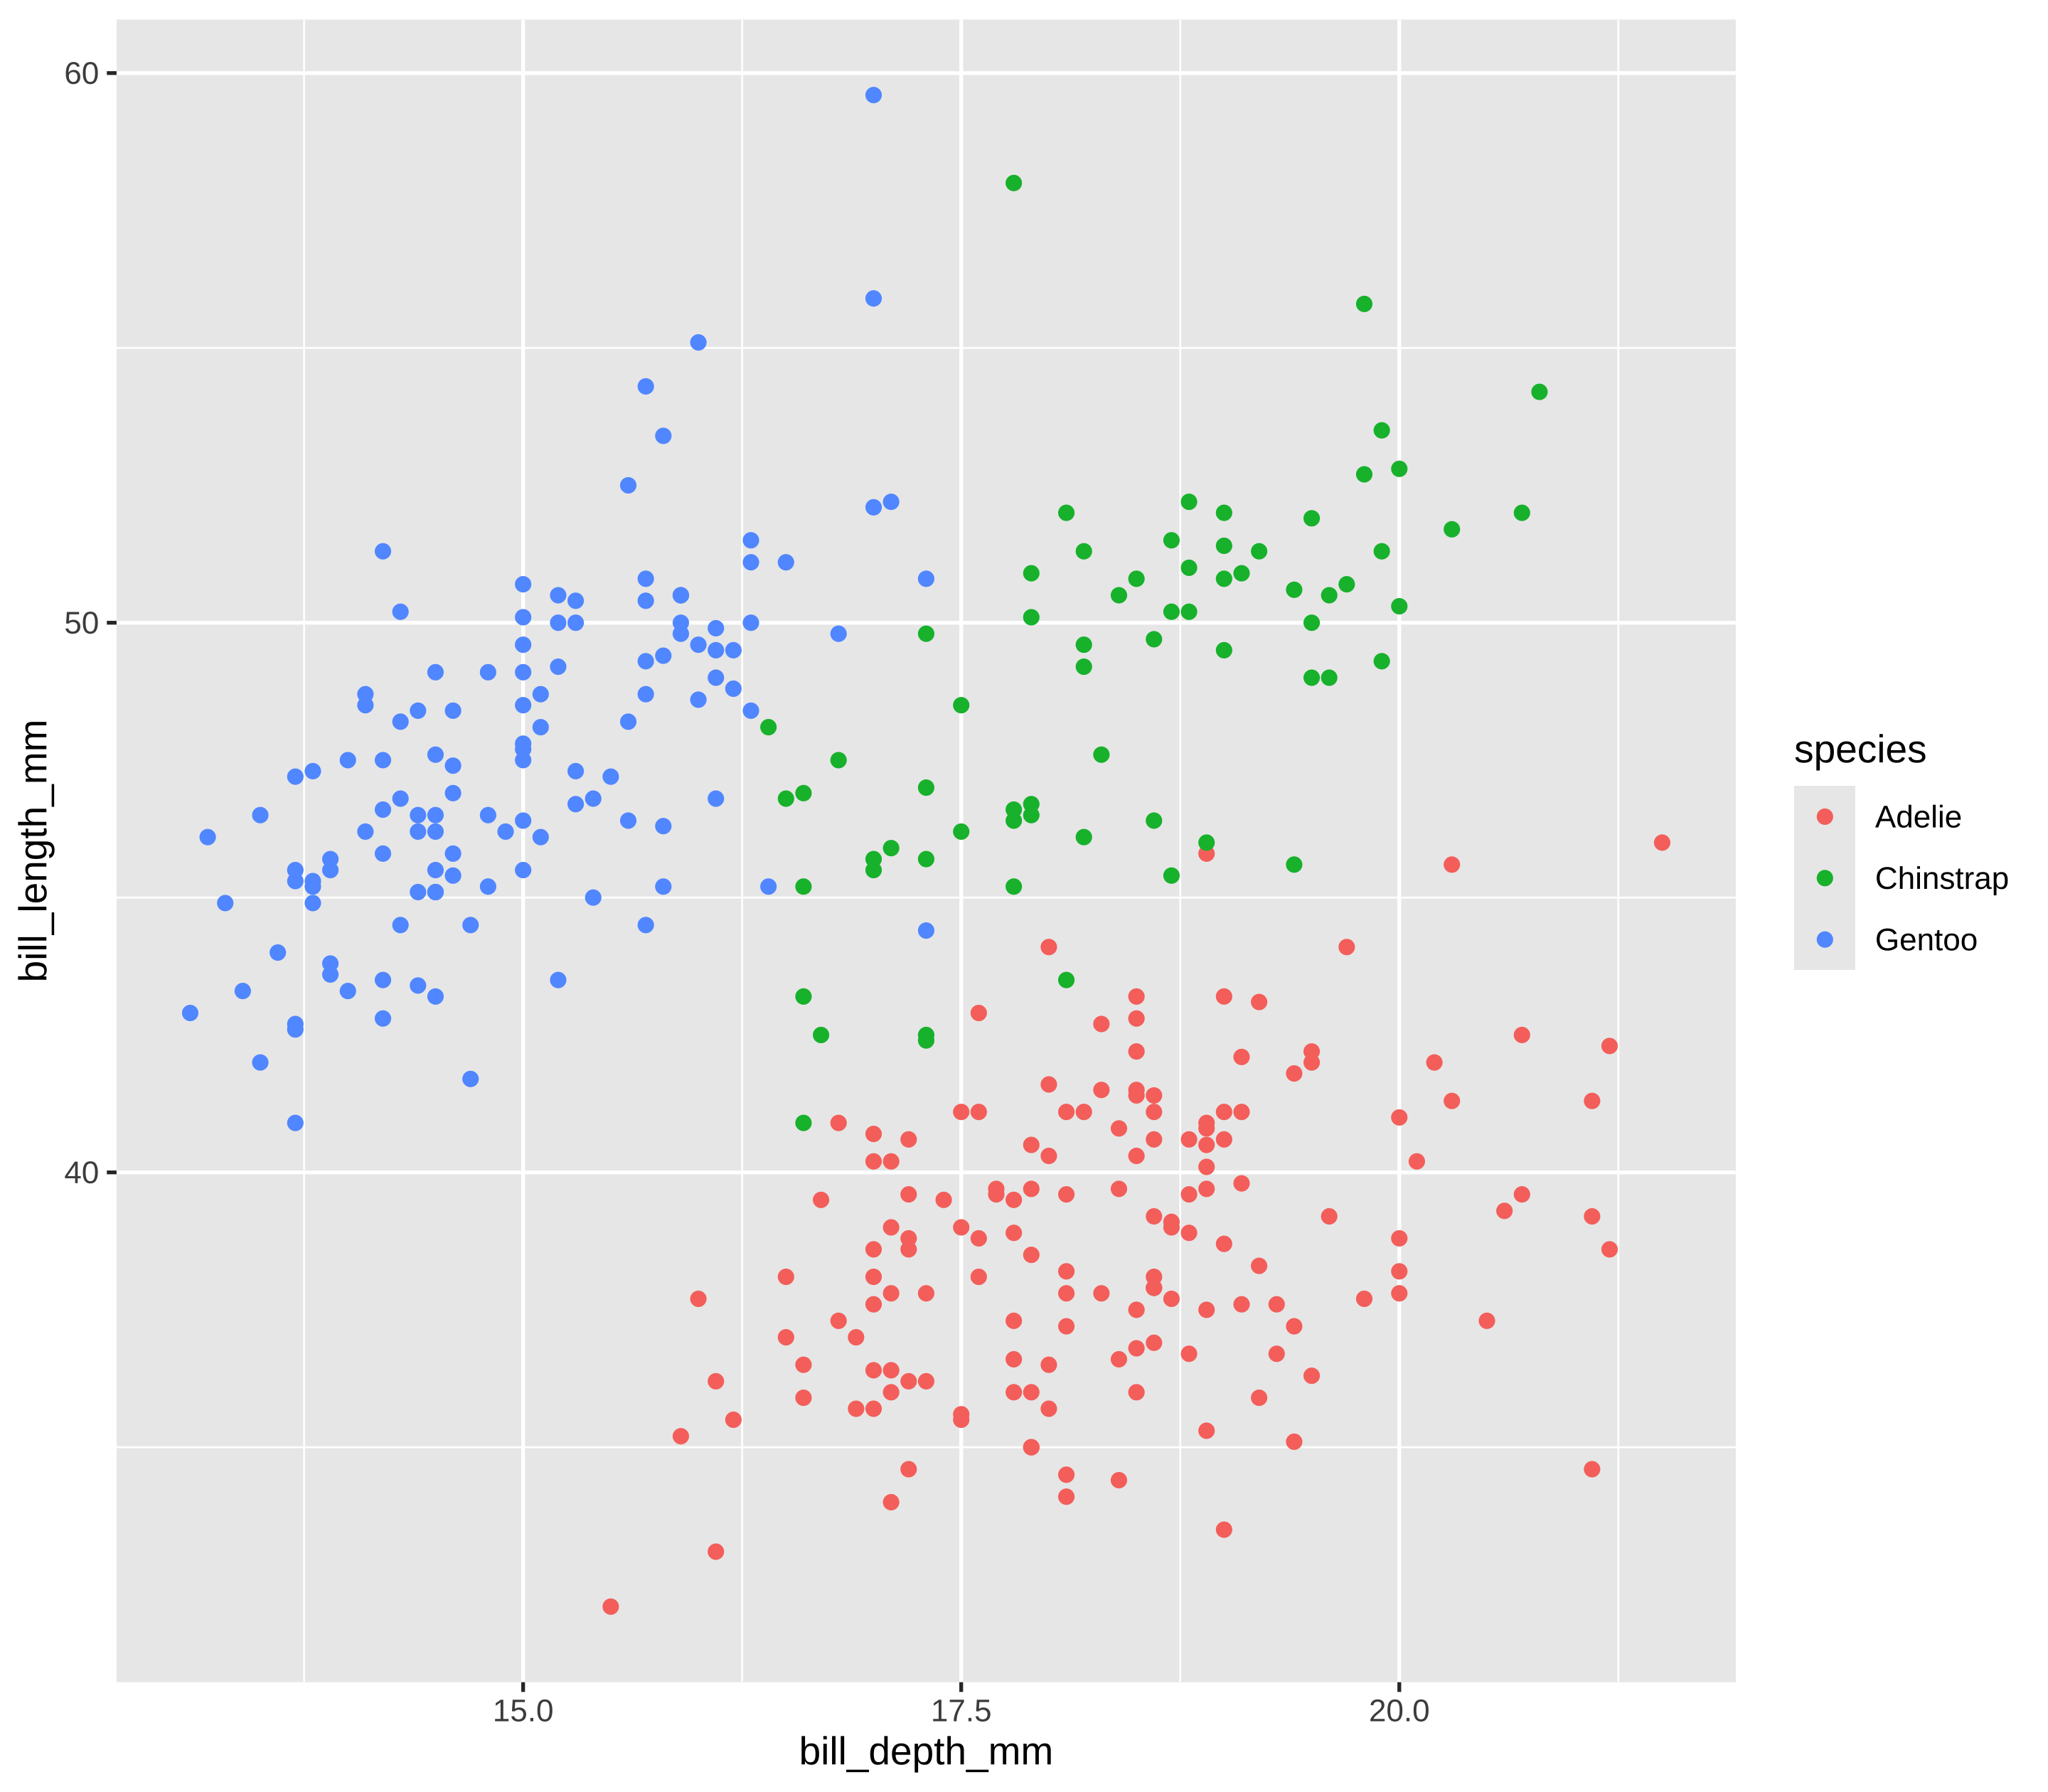 60
50
40
bill_length_mm
15.0
17.5
20.0
bill_depth_mm
species
Adelie
Chinstrap
Gentoo